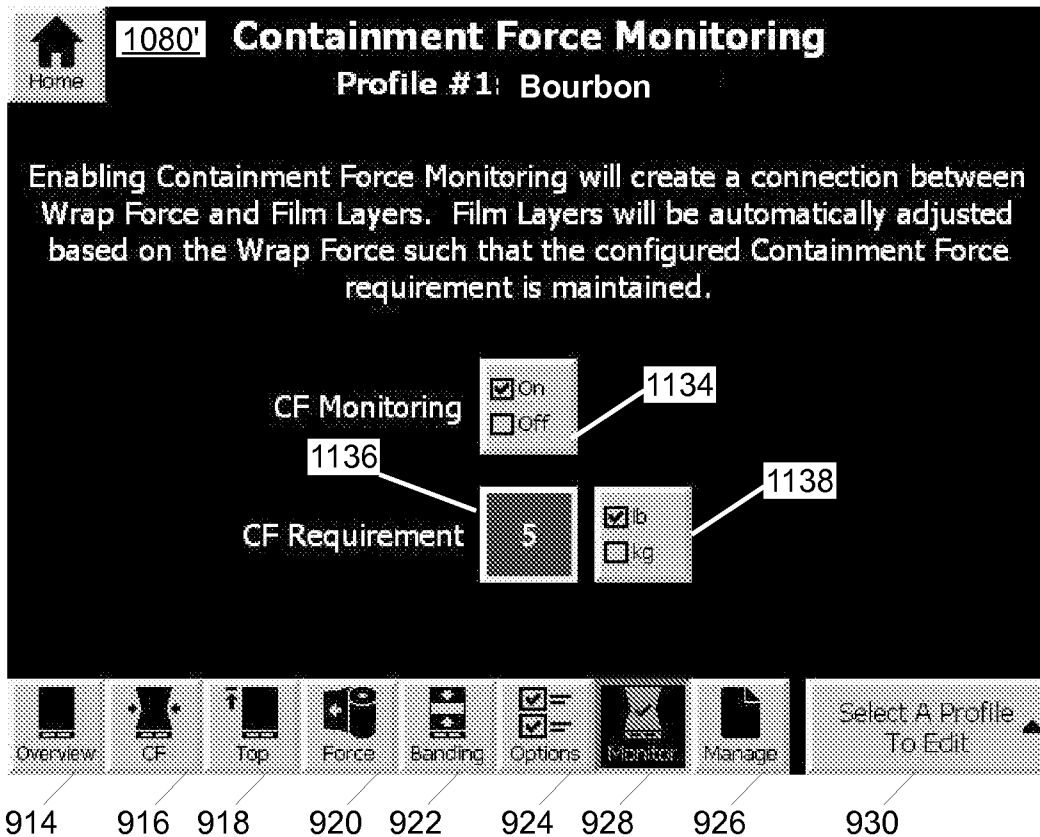 1080' Containment Force Monitoring
Home
Profile #1: Bourbon
Enabling Containment Force Monitoring will create a connection between
Wrap Force and Film Layers. Film Layers will be automatically adjusted
based on the Wrap Force such that the configured Containment Force
requirement is maintained.
CF Monitoring
On
Off
1134
1136
1138
CF Requirement
5
lb
kg
Overview CF Top Force Banding Options Monitor Manage
Select A Profile
To Edit
914 916 918 920 922 924 928 926 930